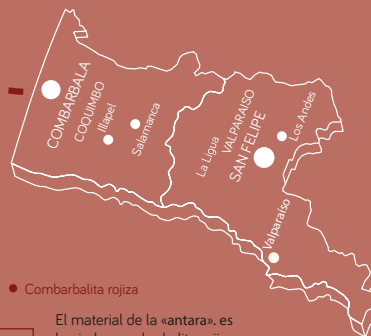 COMBARBALA
COQUIMBO
Illapel
Salamanca
La Ligua
VALPARAISO
SAN FELIPE
Los Andes
Valparaíso
Combarbalita rojiza
El material de la «antara». es